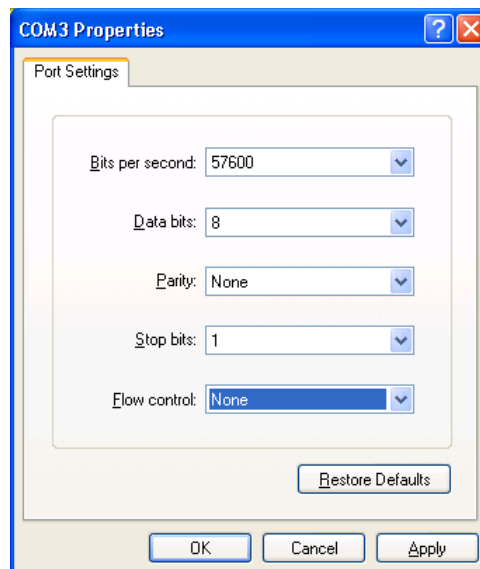 COM3 Properties
Port Settings
Bits per second: 57600
Data bits: 8
Parity: None
Stop bits: 1
Flow control: None
Restore Defaults
OK Cancel Apply